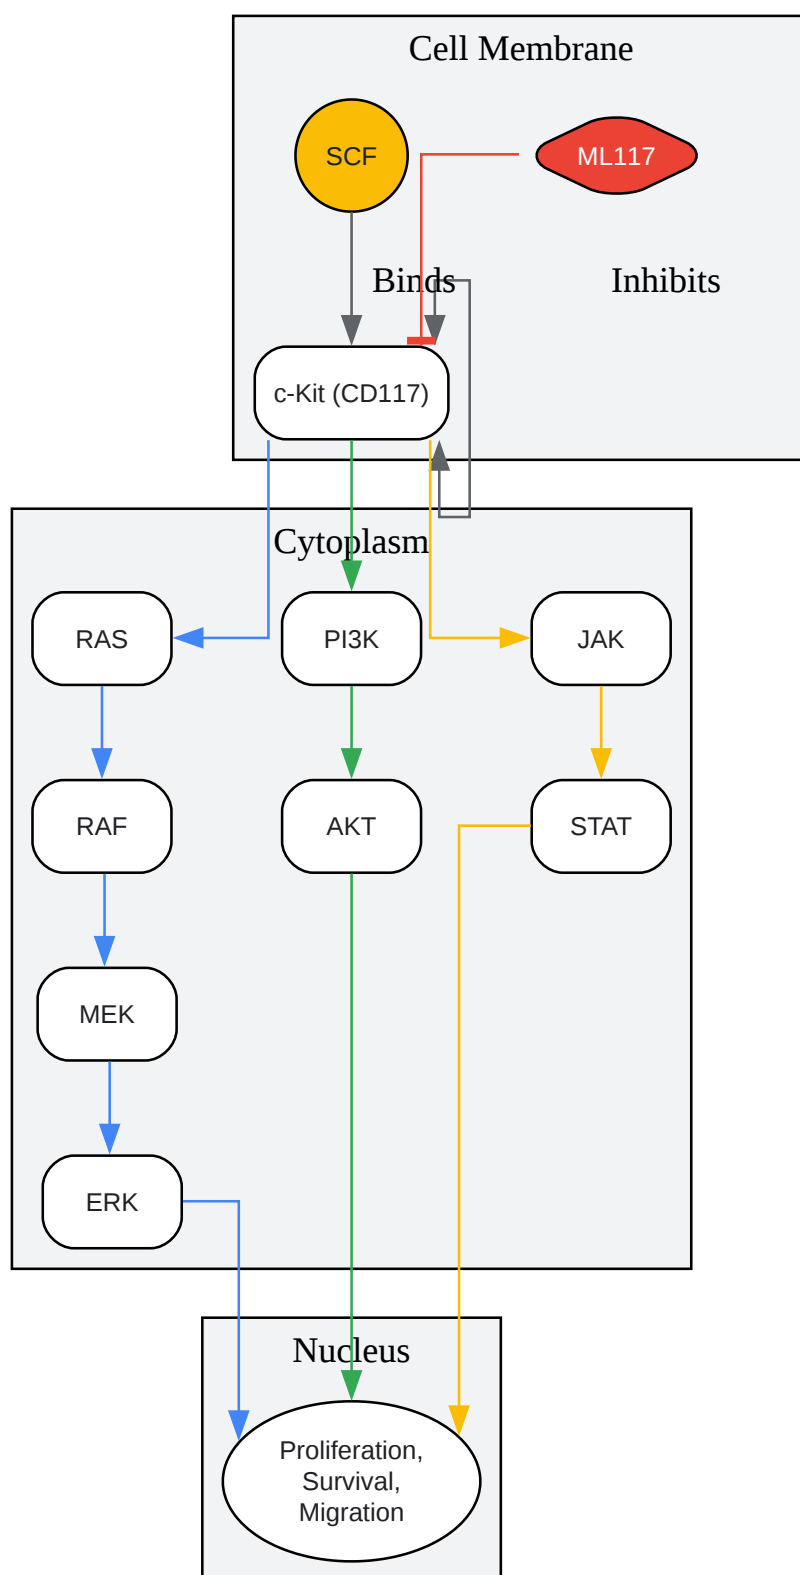 Cell Membrane
SCF
ML117
Binds
Inhibits
c-Kit (CD117)
Cytoplasm
RAS
PI3K
JAK
RAF
AKT
STAT
MEK
ERK
Nucleus
Proliferation,
Survival,
Migration